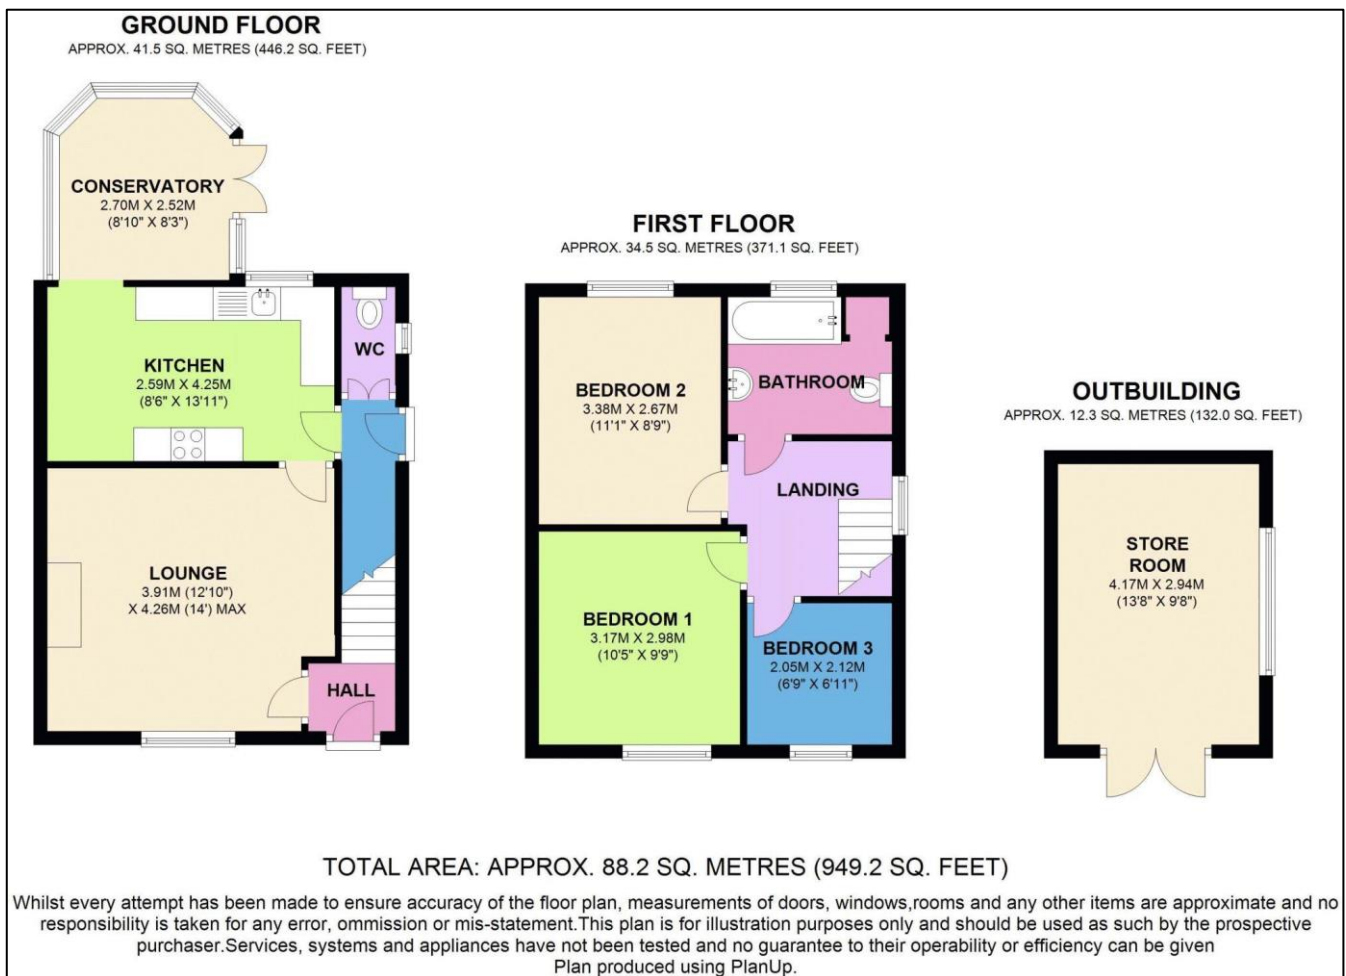 GROUND FLOOR
APPROX. 41.5 SQ. METRES (446.2 SQ. FEET)
CONSERVATORY
2.70M X 2.52M
(8'10" X 8'3")
KITCHEN
2.59M X 4.25M
(8'6" X 13'11")
WC
LOUNGE
3.91M (12'10")
X 4.26M (14') MAX
HALL
FIRST FLOOR
APPROX. 34.5 SQ. METRES (371.1 SQ. FEET)
BEDROOM 2
3.38M X 2.67M
(11'1" X 8'9")
BATHROOM
LANDING
BEDROOM 1
3.17M X 2.98M
(10'5" X 9'9")
BEDROOM 3
2.05M X 2.12M
(6'9" X 6'11")
OUTBUILDING
APPROX. 12.3 SQ. METRES (132.0 SQ. FEET)
STORE
ROOM
4.17M X 2.94M
(13'8" X 9'8")
TOTAL AREA: APPROX. 88.2 SQ. METRES (949.2 SQ. FEET)
Whilst every attempt has been made to ensure accuracy of the floor plan, measurements of doors, windows,rooms and any other items are approximate and no
responsibility is taken for any error, ommission or mis-statement.This plan is for illustration purposes only and should be used as such by the prospective
purchaser.Services, systems and appliances have not been tested and no guarantee to their operability or efficiency can be given
Plan produced using PlanUp.